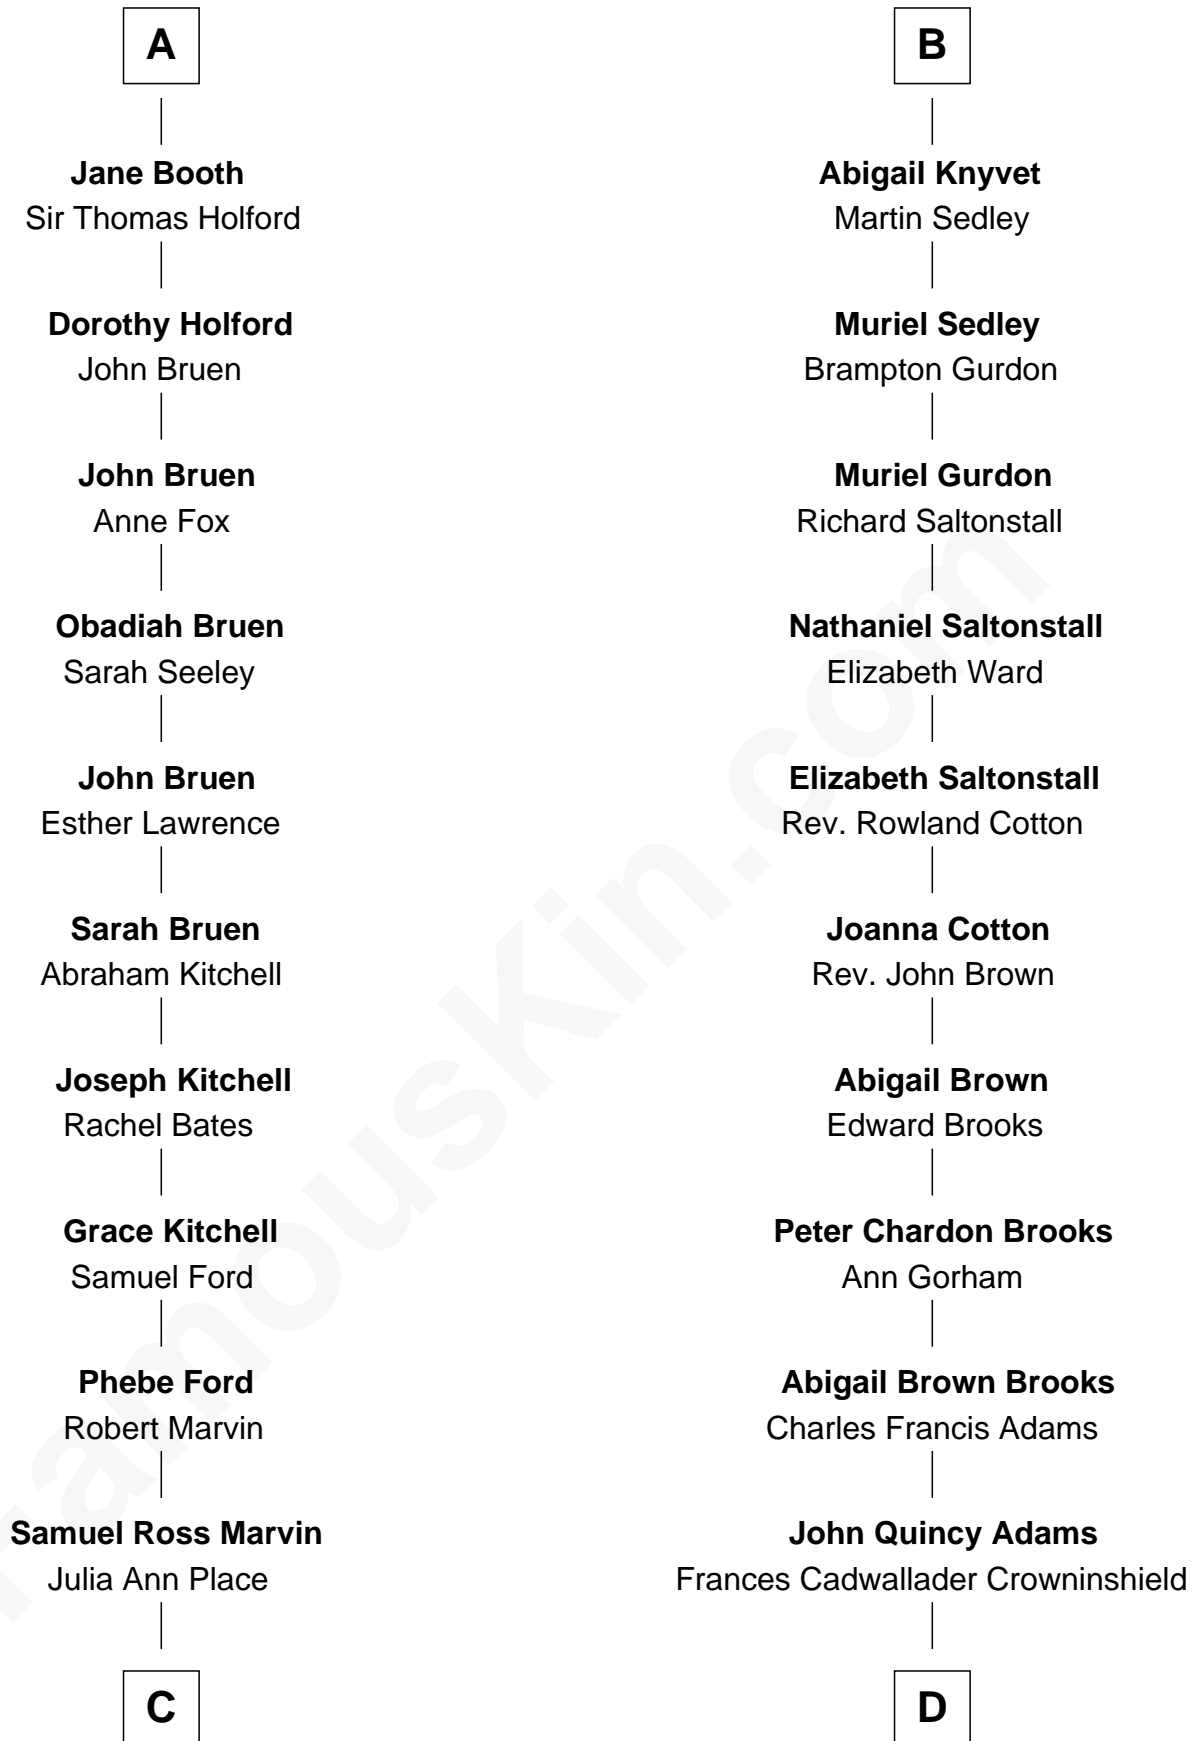 A
Jane Booth
Sir Thomas Holford
Dorothy Holford
John Bruen
John Bruen
Anne Fox
Obadiah Bruen
Sarah Seeley
John Bruen
Esther Lawrence
Sarah Bruen
Abraham Kitchell
Joseph Kitchell
Rachel Bates
Grace Kitchell
Samuel Ford
Phebe Ford
Robert Marvin
Samuel Ross Marvin
Julia Ann Place
C
B
Abigail Knyvet
Martin Sedley
Muriel Sedley
Brampton Gurdon
Muriel Gurdon
Richard Saltonstall
Nathaniel Saltonstall
Elizabeth Ward
Elizabeth Saltonstall
Rev. Rowland Cotton
Joanna Cotton
Rev. John Brown
Abigail Brown
Edward Brooks
Peter Chardon Brooks
Ann Gorham
Abigail Brown Brooks
Charles Francis Adams
John Quincy Adams
Frances Cadwallader Crowninshield
D
FamousKin.com